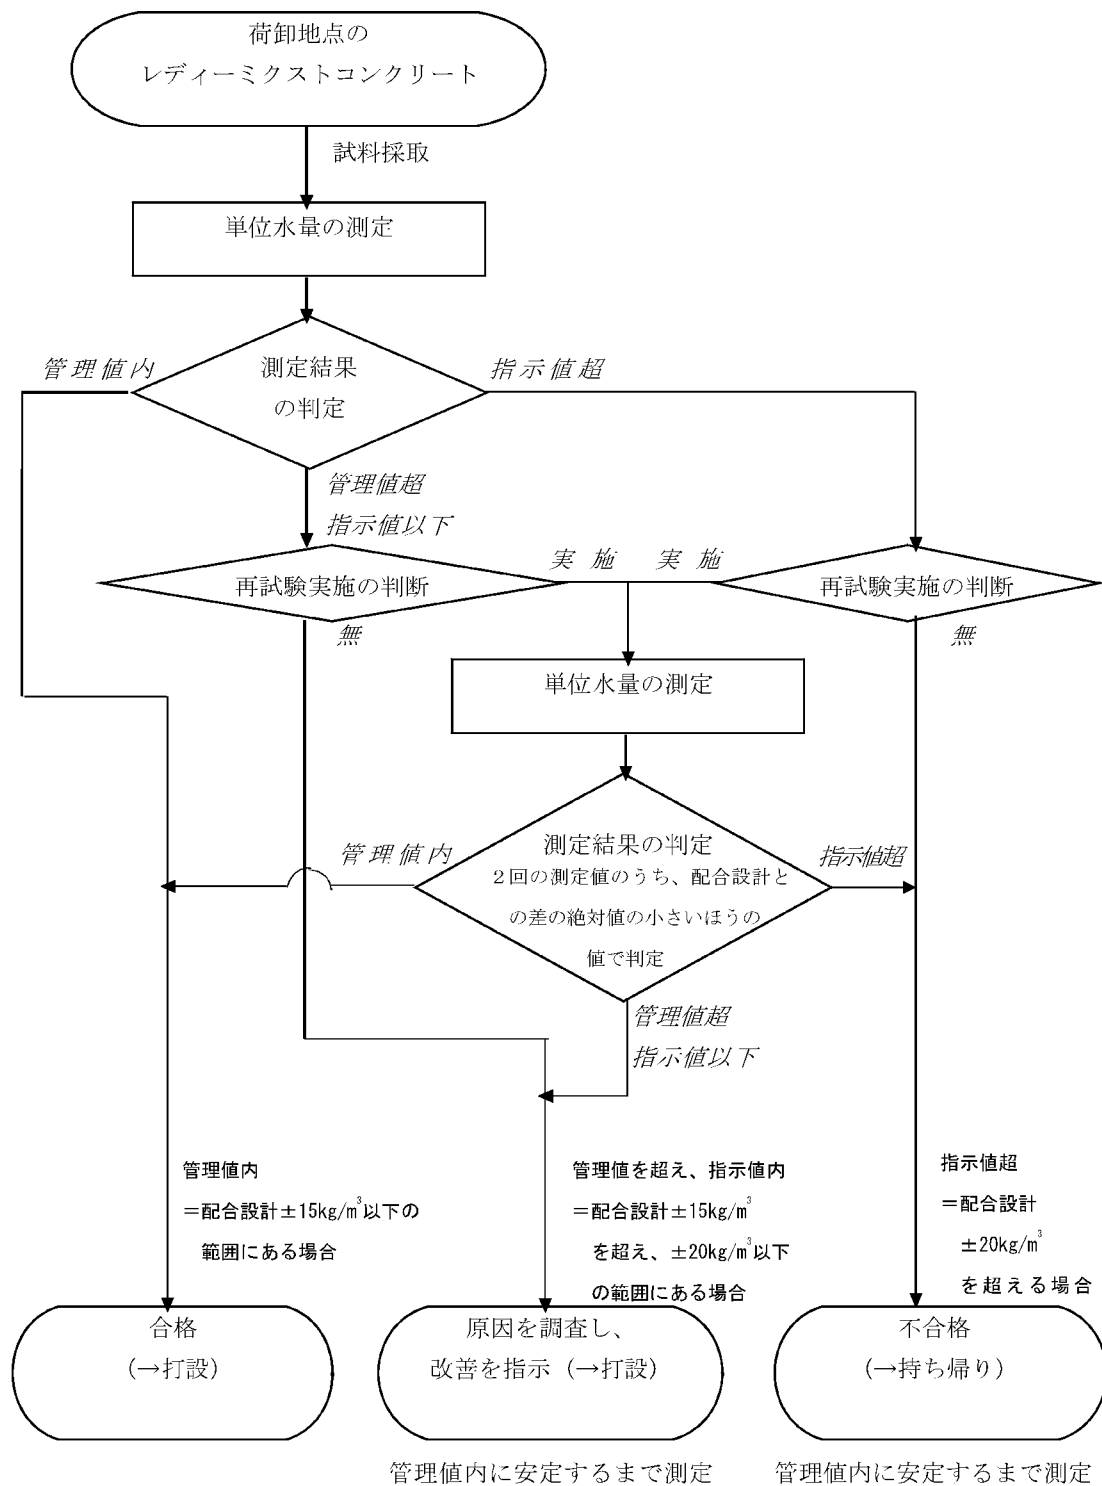 荷卸地点の
レディーミクストコンクリート
試料採取
単位水量の測定
管理値内
測定結果
の判定
指示値超
管理値超
指示値以下
再試験実施の判断
実 施
実 施
再試験実施の判断
無
無
単位水量の測定
管理値内
測定結果の判定
2回の測定値のうち、配合設計と
の差の絶対値の小さいほうの
値で判定
指示値超
管理値超
指示値以下
管理値内
=配合設計±15kg/m³以下の
範囲にある場合
管理値を超え、指示値内
=配合設計±15kg/m³
を超え、±20kg/m³以下
の範囲にある場合
指示値超
=配合設計
±20kg/m³
を超える場合
合格
(→打設)
原因を調査し、
改善を指示(→打設)
不合格
(→持ち帰り)
管理値内に安定するまで測定
管理値内に安定するまで測定